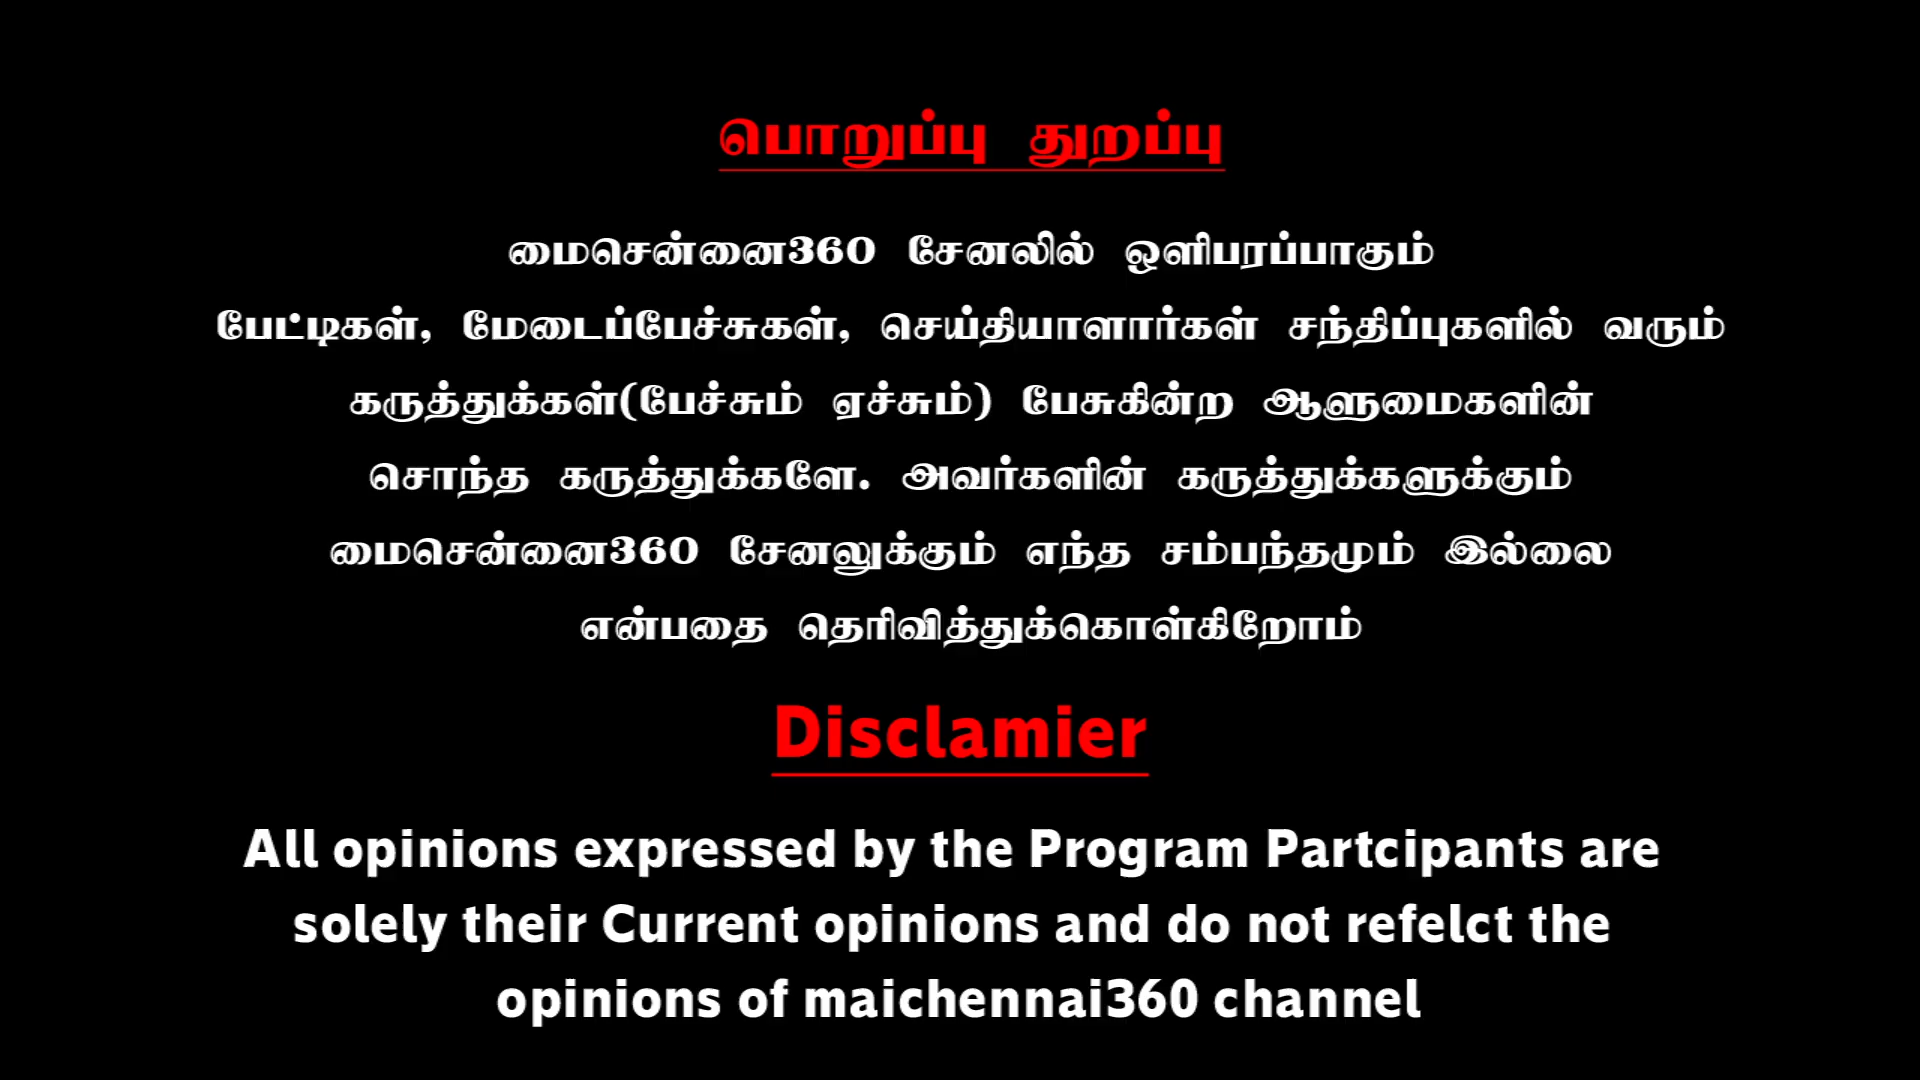 பொறுப்பு துறப்பு
மைசென்னை360 சேனலில் ஒளிபரப்பாகும்
பேட்டிகள், மேடைப்பேச்சுகள், செய்தியாளார்கள் சந்திப்புகளில் வரும்
கருத்துக்கள்(பேச்சும் ஏச்சும்) பேசுகின்ற ஆளுமைகளின்
சொந்த கருத்துக்களே. அவர்களின் கருத்துக்களுக்கும்
மைசென்னை360 சேனலுக்கும் எந்த சம்பந்தமும் இல்லை
என்பதை தெரிவித்துக்கொள்கிறோம்
Disclamier
All opinions expressed by the Program Partcipants are
solely their Current opinions and do not refelct the
opinions of maichennai360 channel